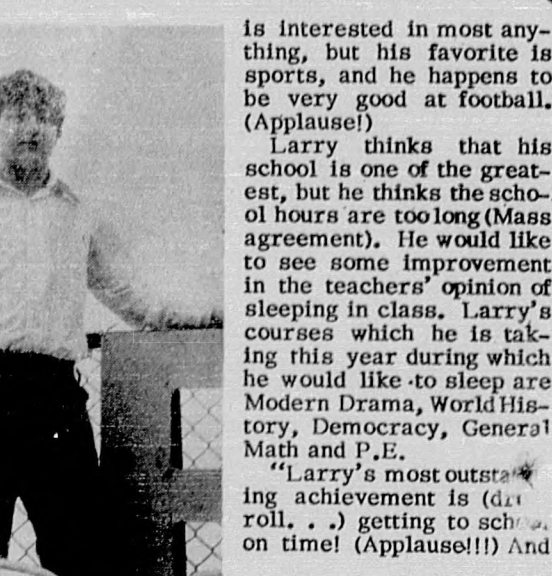 is interested in most any-
thing, but his favorite is
sports, and he happens to
be very good at football.
(Applause!)
Larry thinks that his
school is one of the great-
est, but he thinks the scho-
ol hours are too long (Mass
agreement). He would like
to see some improvement
in the teachers' opinion of
sleeping in class. Larry's
courses which he is tak-
ing this year during which
he would like to sleep are
Modern Drama, World His-
tory, Democracy, General
Math and P.E.
"Larry's most
ing achievement is
roll. . .) getting to
on time! (Applause!!!) And